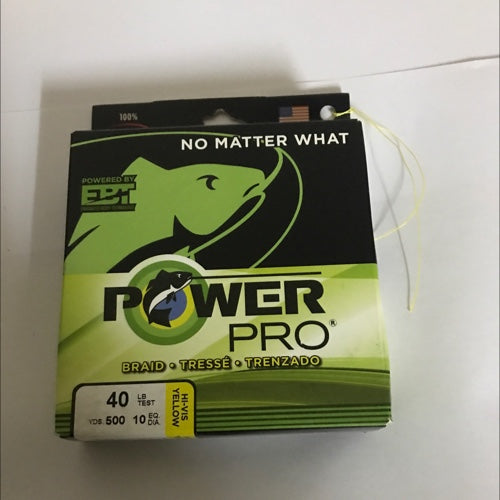 100%
NO MATTER WHAT
POWERED BY
EBT
POWER
PRO®
BRAID • TRESSÉ • TRENZADO
40 LB TEST
YDS. 500 10 EQ. DIA.
HI-VIS
YELLOW